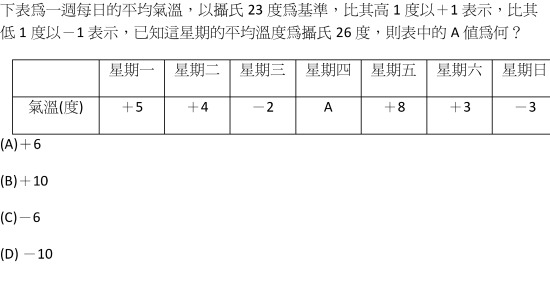 下表為一週每日的平均氣溫，以攝氏 23 度為基準，比其高 1 度以＋1 表示，比其
低 1 度以－1 表示，已知這星期的平均溫度為攝氏 26 度，則表中的 A 值為何？
星期一 星期二 星期三 星期四 星期五 星期六 星期日
氣溫(度) ＋5 ＋4 －2 A ＋8 ＋3 －3
(A)＋6
(B)＋10
(C)－6
(D) －10